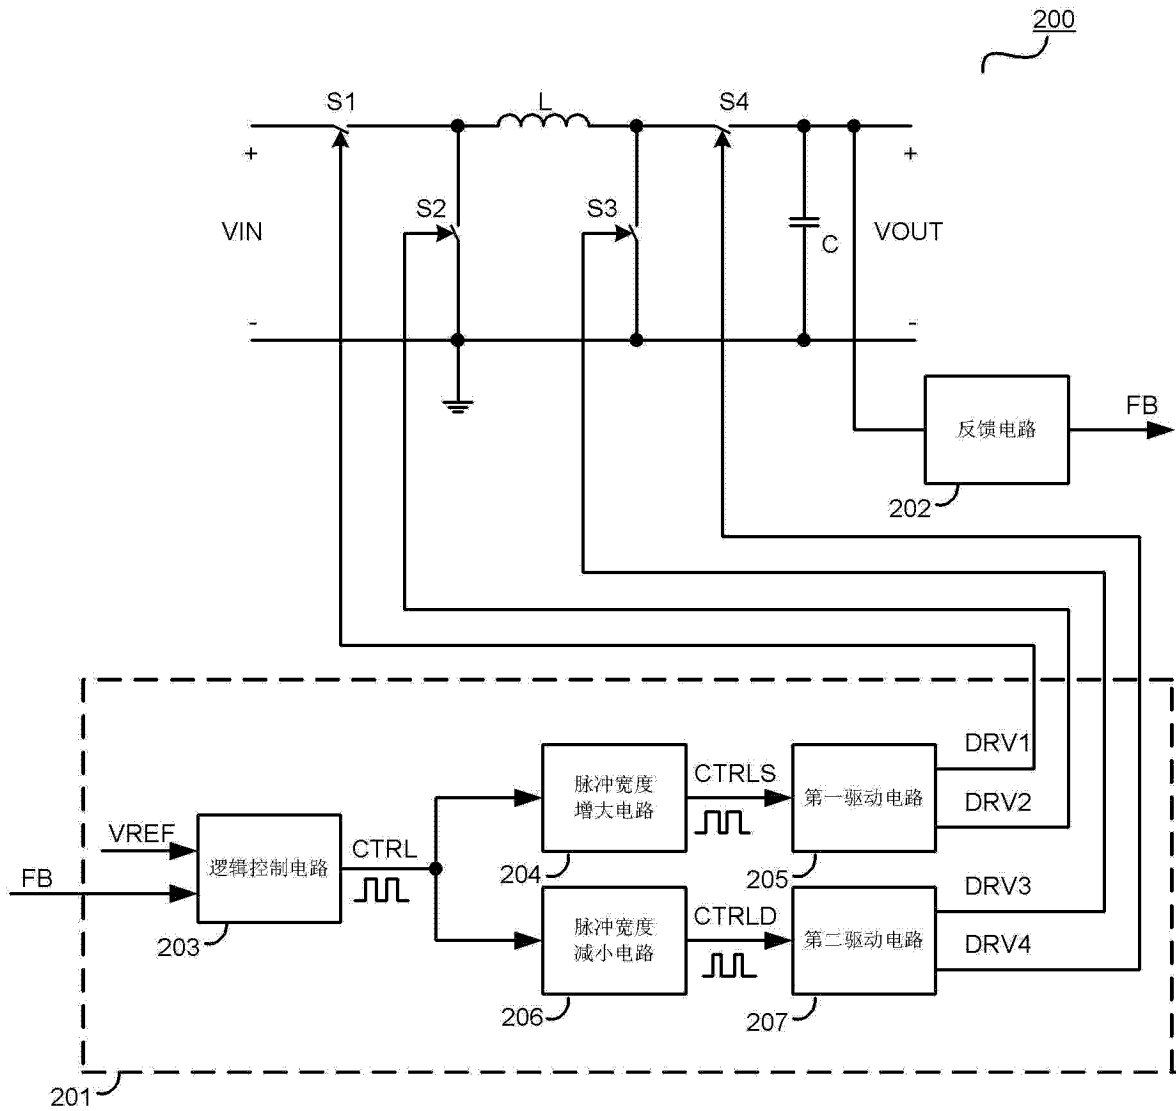 200
S1
L
S4
+
+
S2
S3
VIN
C
VOUT
-
-
反馈电路
FB
202
DRV1
脉冲宽度
增大电路
CTRLS
第一驱动电路
DRV2
VREF
CTRL
逻辑控制电路
FB
204
205
203
DRV3
脉冲宽度
减小电路
CTRLD
第二驱动电路
DRV4
206
207
201